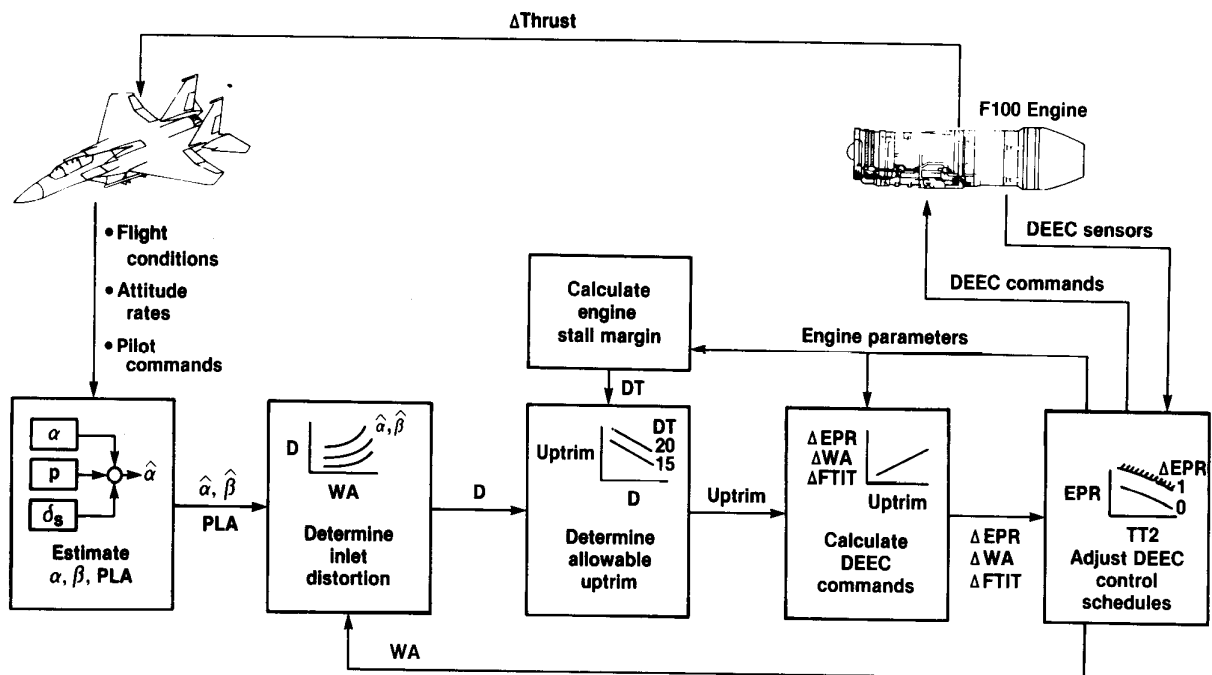 ΔThrust
F100 Engine
• Flight
conditions
• Attitude
rates
• Pilot
commands
DEEC sensors
DEEC commands
Calculate
engine
stall margin
Engine parameters
DT
α
p
δs
α̂
Estimate
α, β, PLA
α̂, β̂
PLA
D
α̂, β̂
WA
Determine
inlet
distortion
D
Uptrim
DT
20
15
D
Determine
allowable
uptrim
Uptrim
ΔEPR
ΔWA
ΔFTIT
Uptrim
Calculate
DEEC
commands
ΔEPR
ΔWA
ΔFTIT
EPR
ΔEPR
1
0
TT2
Adjust DEEC
control
schedules
WA